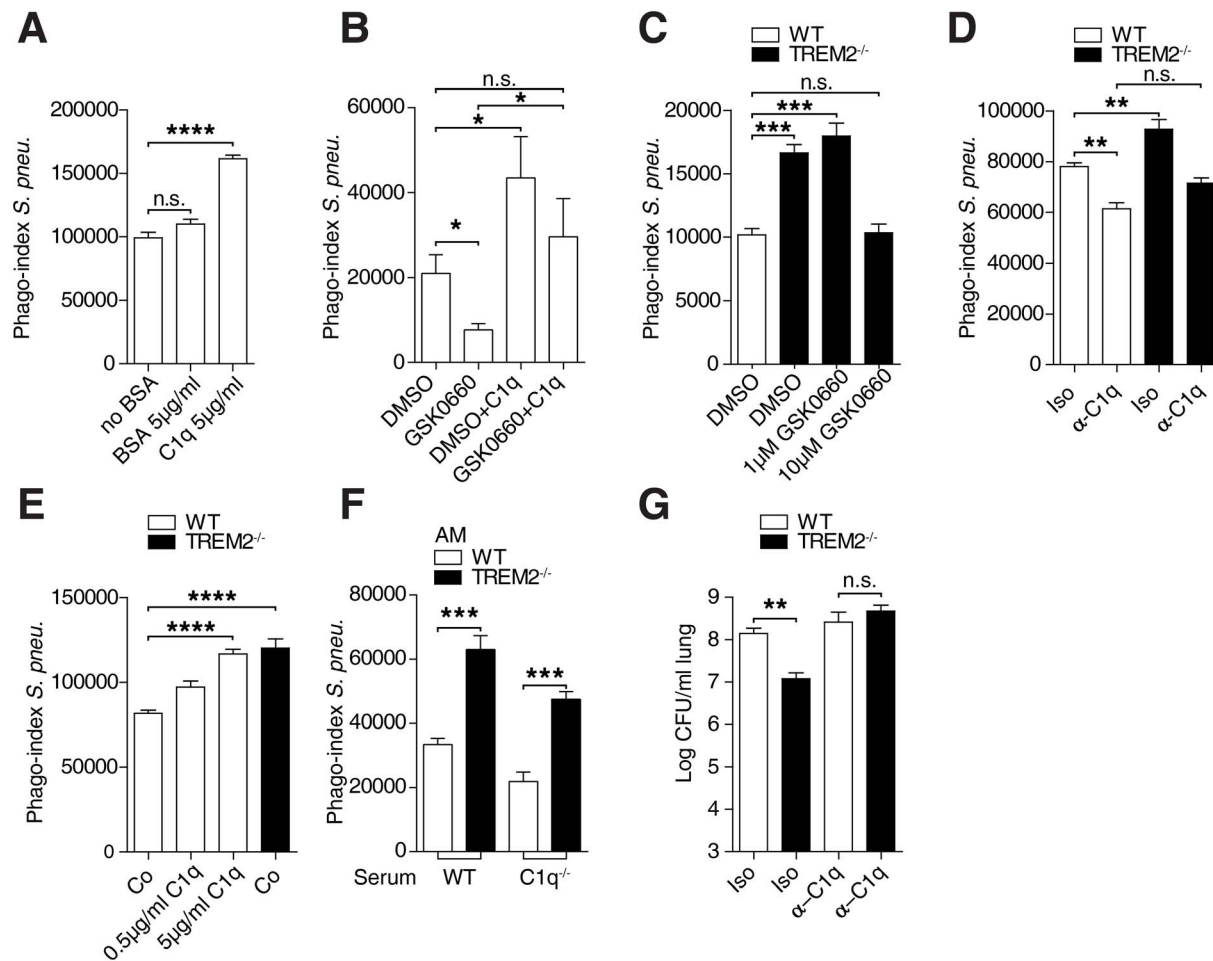 A
200000
150000
100000
50000
0
Phago-index S. pneu.
****
n.s.
no BSA
BSA 5µg/ml
C1q 5µg/ml
B
60000
40000
20000
0
Phago-index S. pneu.
n.s.
*
*
*
DMSO
GSK0660
DMSO+C1q
GSK0660+C1q
C
WT
TREM2-/-
20000
15000
10000
5000
0
Phago-index S. pneu.
n.s.
***
***
DMSO
DMSO
1µM GSK0660
10µM GSK0660
D
WT
TREM2-/-
100000
80000
60000
40000
20000
0
Phago-index S. pneu.
n.s.
**
**
Iso
α-C1q
Iso
α-C1q
E
WT
TREM2-/-
150000
100000
50000
0
Phago-index S. pneu.
****
****
Co
0.5µg/ml C1q
5µg/ml C1q
Co
F
AM
WT
TREM2-/-
80000
60000
40000
20000
0
Phago-index S. pneu.
***
***
Serum WT C1q-/-
G
WT
TREM2-/-
9
8
7
6
5
4
3
Log CFU/ml lung
**
n.s.
Iso
Iso
α–C1q
α–C1q